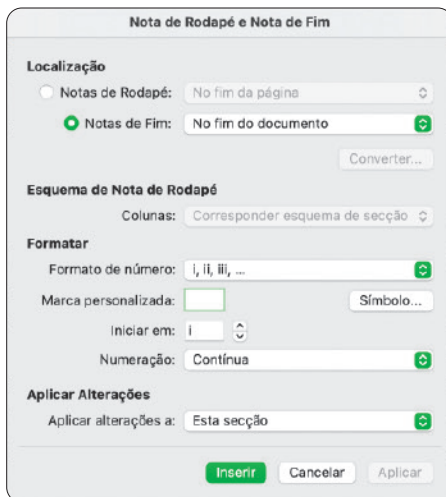 Nota de Rodapé e Nota de Fim
Localização
Notas de Rodapé: No fim da página
Notas de Fim: No fim do documento
Converter...
Esquema de Nota de Rodapé
Colunas: Corresponder esquema de secção
Formatar
Formato de número: i, ii, iii, ...
Marca personalizada: Símbolo...
Iniciar em: i
Numeração: Contínua
Aplicar Alterações
Aplicar alterações a: Esta secção
Inserir Cancelar Aplicar